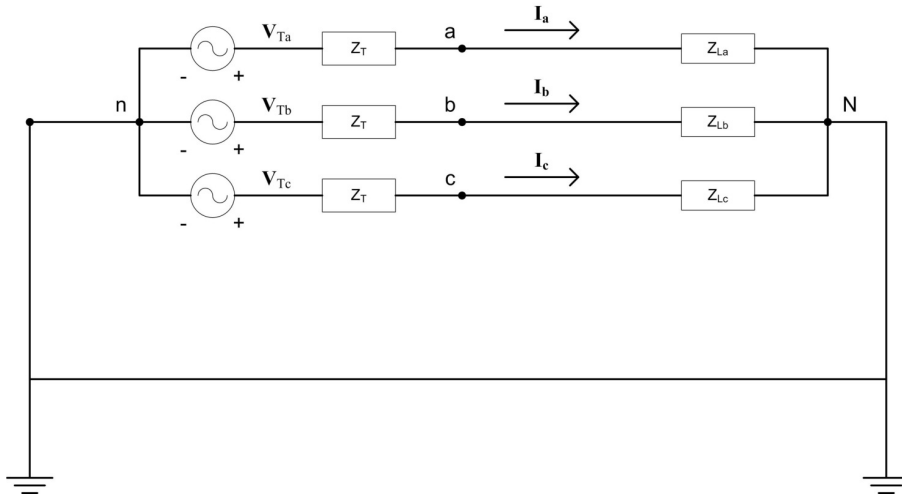 I_a
V_Ta Z_T a Z_La
- +
n I_b N
V_Tb Z_T b Z_Lb
- +
I_c
V_Tc Z_T c Z_Lc
- +